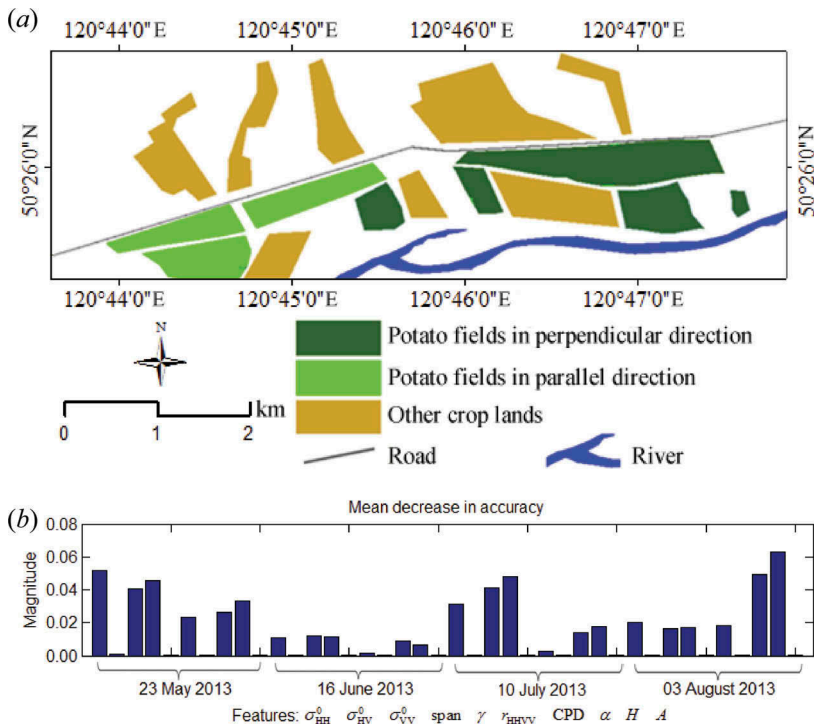 (a)
120°44'0"E 120°45'0"E 120°46'0"E 120°47'0"E
50°26'0"N 50°26'0"N
120°44'0"E 120°45'0"E 120°46'0"E 120°47'0"E
N
0 1 2 km
Potato fields in perpendicular direction
Potato fields in parallel direction
Other crop lands
Road River
(b)
Mean decrease in accuracy
Magnitude
0.08
0.06
0.04
0.02
0.00
23 May 2013 16 June 2013 10 July 2013 03 August 2013
Features: σ⁰HH σ⁰HV σ⁰VV span γ rHHVV CPD α H A